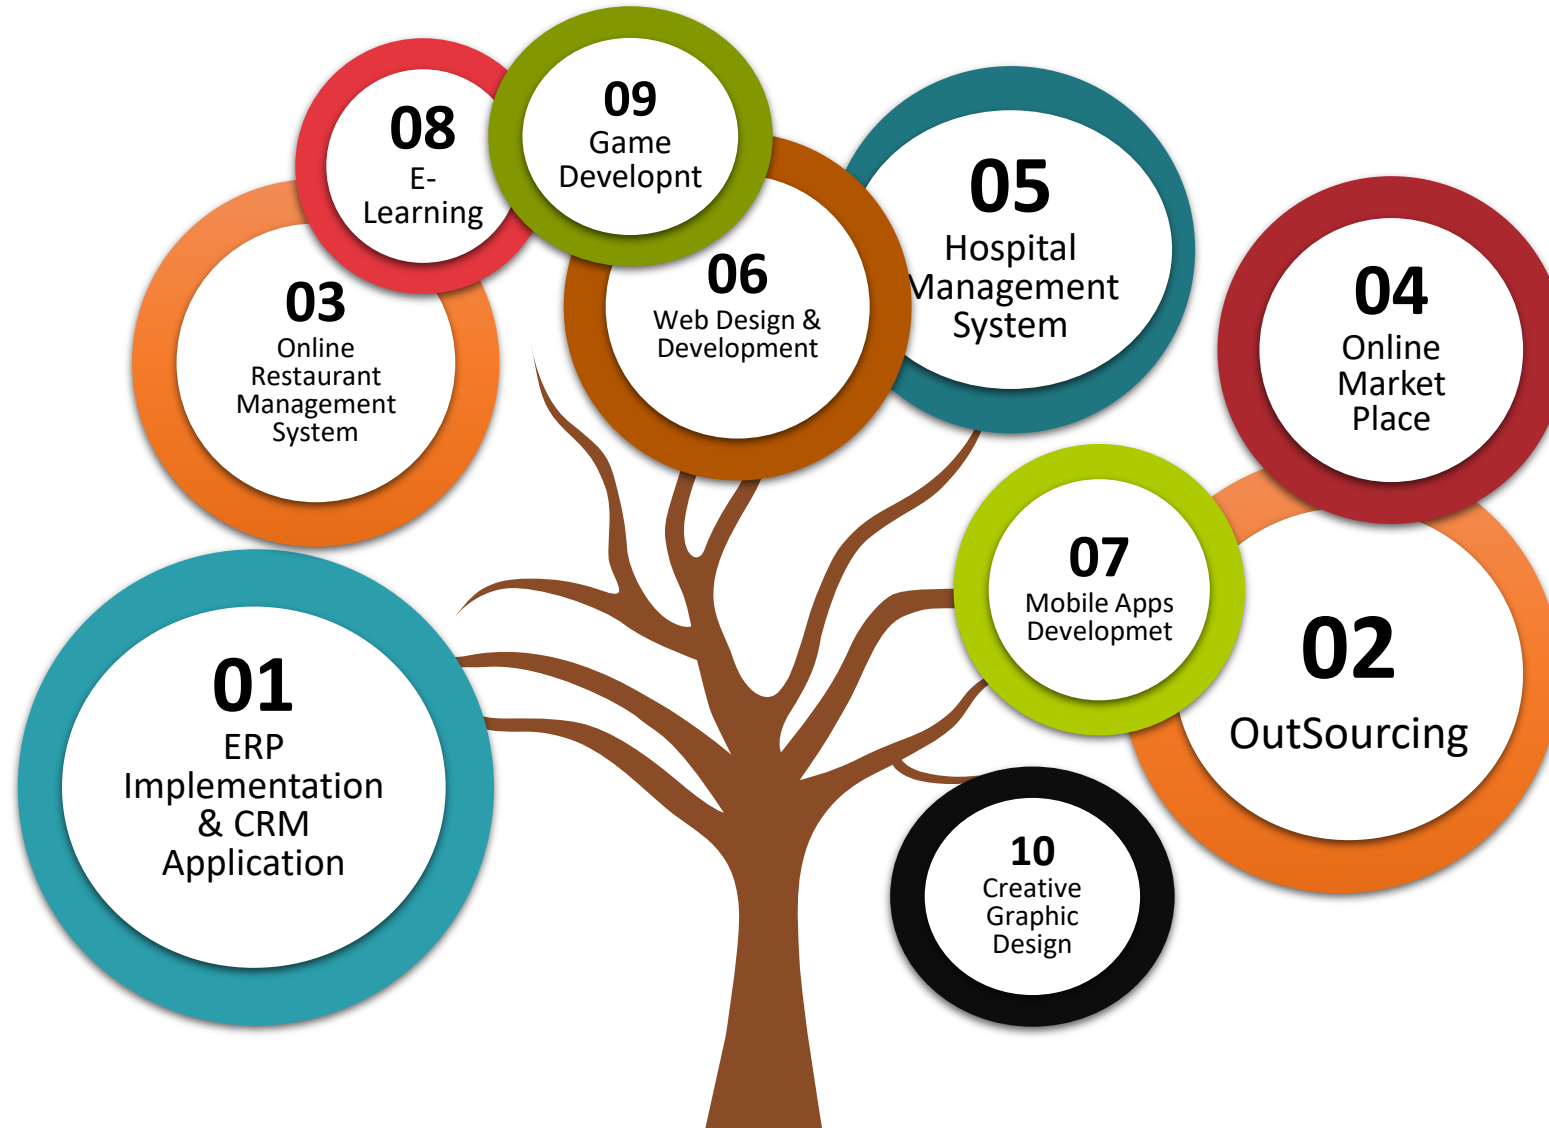 01
ERP
Implementation
& CRM
Application
02
OutSourcing
03
Online
Restaurant
Management
System
04
Online
Market
Place
05
Hospital
Management
System
06
Web Design &
Development
07
Mobile Apps
Developmet
08
E-
Learning
09
Game
Developnt
10
Creative
Graphic
Design